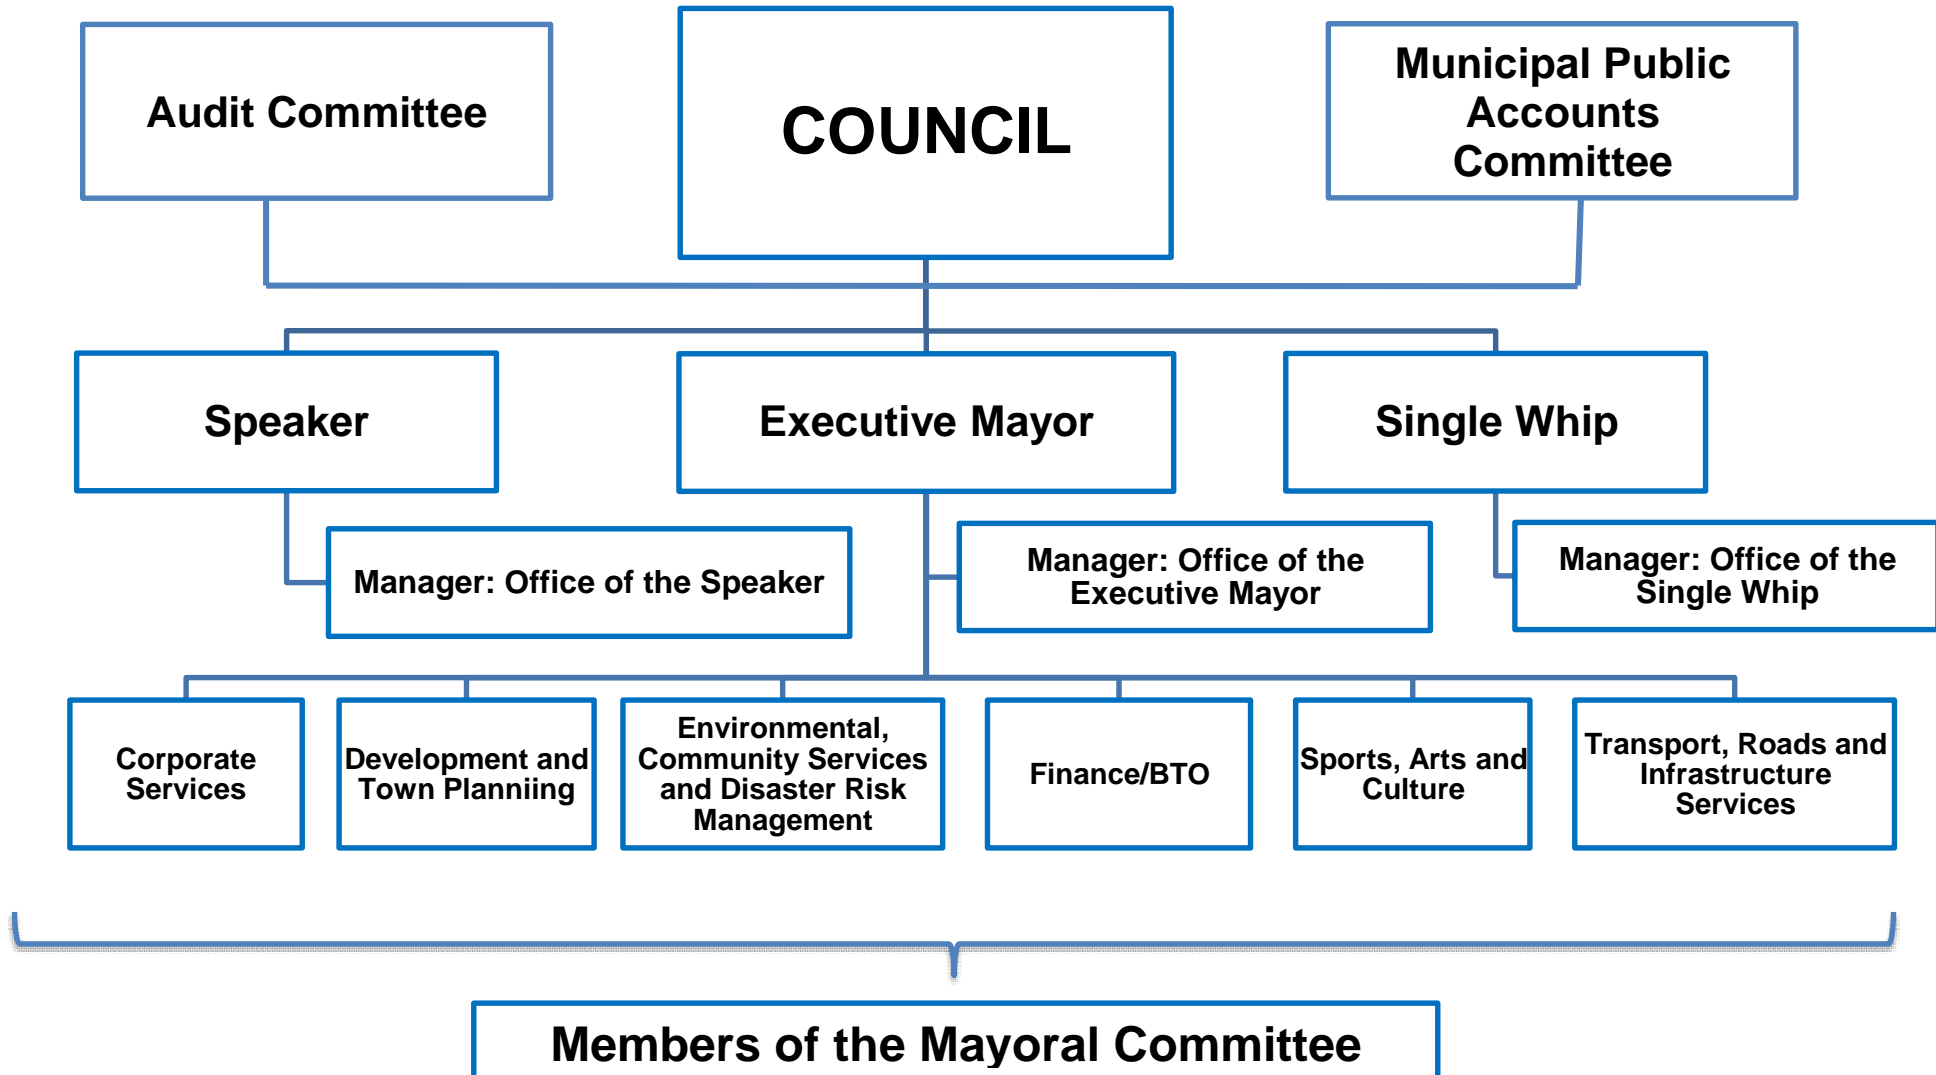 Audit Committee
COUNCIL
Municipal Public
Accounts
Committee
Speaker
Executive Mayor
Single Whip
Manager: Office of the Speaker
Manager: Office of the
Executive Mayor
Manager: Office of the
Single Whip
Corporate
Services
Development and
Town Planniing
Environmental,
Community Services
and Disaster Risk
Management
Finance/BTO
Sports, Arts and
Culture
Transport, Roads and
Infrastructure
Services
Members of the Mayoral Committee